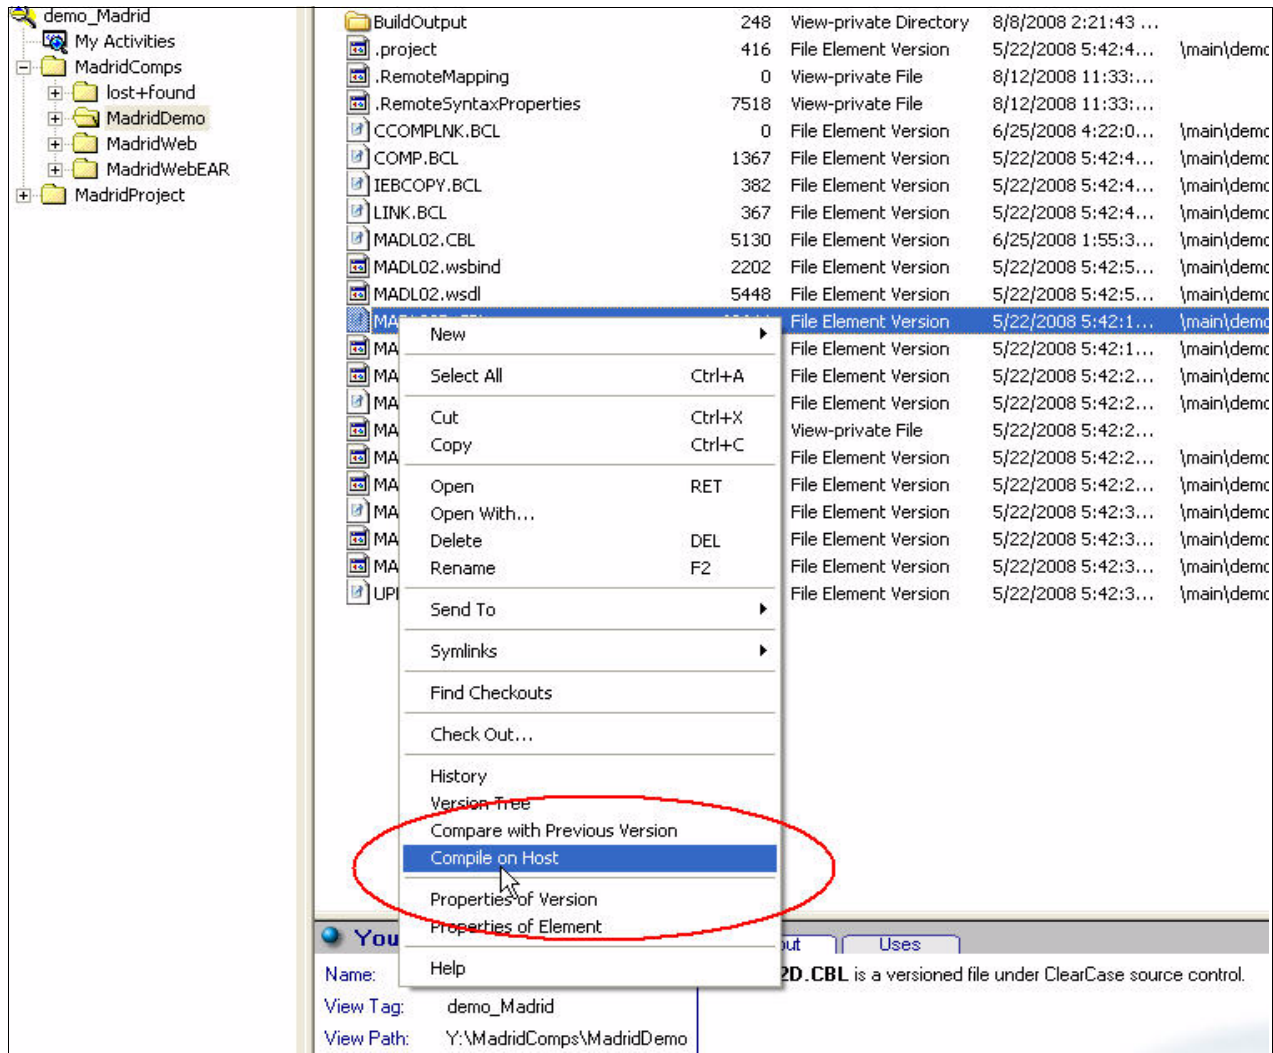 demo_Madrid
My Activities
MadridComps
lost+found
MadridDemo
MadridWeb
MadridWebEAR
MadridProject
BuildOutput 248 View-private Directory 8/8/2008 2:21:43 ...
.project 416 File Element Version 5/22/2008 5:42:4... \main\demo
.RemoteMapping 0 View-private File 8/12/2008 11:33:...
.RemoteSyntaxProperties 7518 View-private File 8/12/2008 11:33:...
CCOMPLNK.BCL 0 File Element Version 6/25/2008 4:22:0... \main\demo
COMP.BCL 1367 File Element Version 5/22/2008 5:42:4... \main\demo
IEBCOPY.BCL 382 File Element Version 5/22/2008 5:42:4... \main\demo
LINK.BCL 367 File Element Version 5/22/2008 5:42:4... \main\demo
MADL02.CBL 5130 File Element Version 6/25/2008 1:55:3... \main\demo
MADL02.wsbind 2202 File Element Version 5/22/2008 5:42:5... \main\demo
MADL02.wsdl 5448 File Element Version 5/22/2008 5:42:5... \main\demo
File Element Version 5/22/2008 5:42:1... \main\demo
MA File Element Version 5/22/2008 5:42:1... \main\demo
MA File Element Version 5/22/2008 5:42:2... \main\demo
MA File Element Version 5/22/2008 5:42:2... \main\demo
MA View-private File 5/22/2008 5:42:2...
MA File Element Version 5/22/2008 5:42:2... \main\demo
MA File Element Version 5/22/2008 5:42:2... \main\demo
MA File Element Version 5/22/2008 5:42:3... \main\demo
MA File Element Version 5/22/2008 5:42:3... \main\demo
MA File Element Version 5/22/2008 5:42:3... \main\demo
UP File Element Version 5/22/2008 5:42:3... \main\demo
New
Select All Ctrl+A
Cut Ctrl+X
Copy Ctrl+C
Open RET
Open With...
Delete DEL
Rename F2
Send To
Symlinks
Find Checkouts
Check Out...
History
Version Tree
Compare with Previous Version
Compile on Host
Properties of Version
Properties of Element
Help
You ut Uses
Name: 2D.CBL is a versioned file under ClearCase source control.
View Tag: demo_Madrid
View Path: Y:\MadridComps\MadridDemo